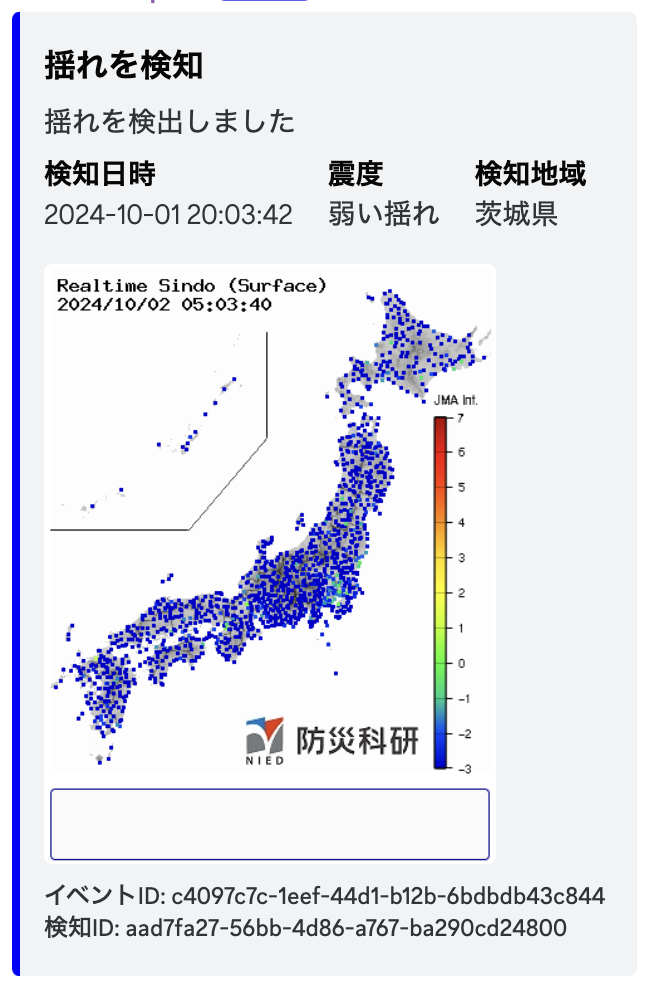 揺れを検知
揺れを検出しました
検知日時 震度 検知地域
2024-10-01 20:03:42 弱い揺れ 茨城県
Realtime Sindo (Surface)
2024/10/02 05:03:40
JMA Int.
7
6
5
4
3
2
1
0
-1
-2
-3
NIED 防災科研
イベントID: c4097c7c-1eef-44d1-b12b-6bdbdb43c844
検知ID: aad7fa27-56bb-4d86-a767-ba290cd24800